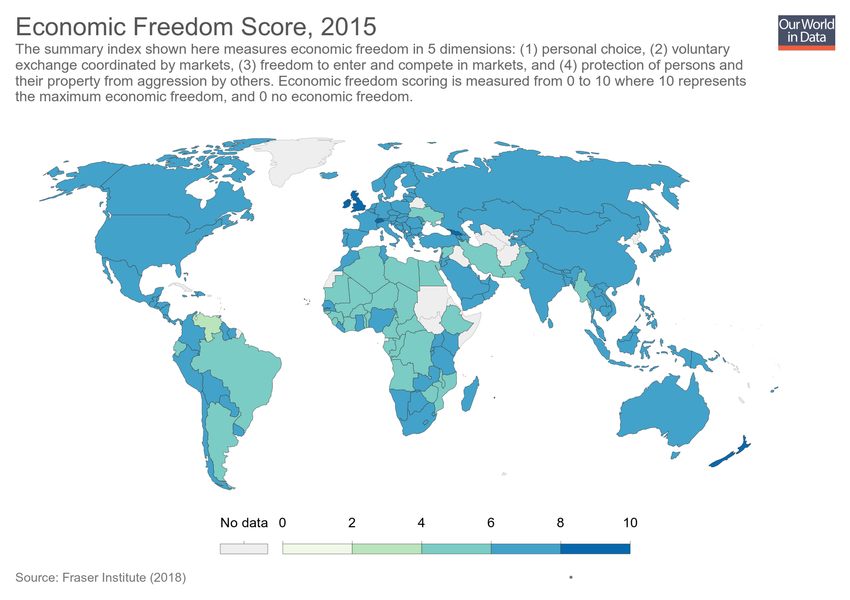 Economic Freedom Score, 2015
Our World
in Data
The summary index shown here measures economic freedom in 5 dimensions: (1) personal choice, (2) voluntary
exchange coordinated by markets, (3) freedom to enter and compete in markets, and (4) protection of persons and
their property from aggression by others. Economic freedom scoring is measured from 0 to 10 where 10 represents
the maximum economic freedom, and 0 no economic freedom.
No data 0 2 4 6 8 10
Source: Fraser Institute (2018)